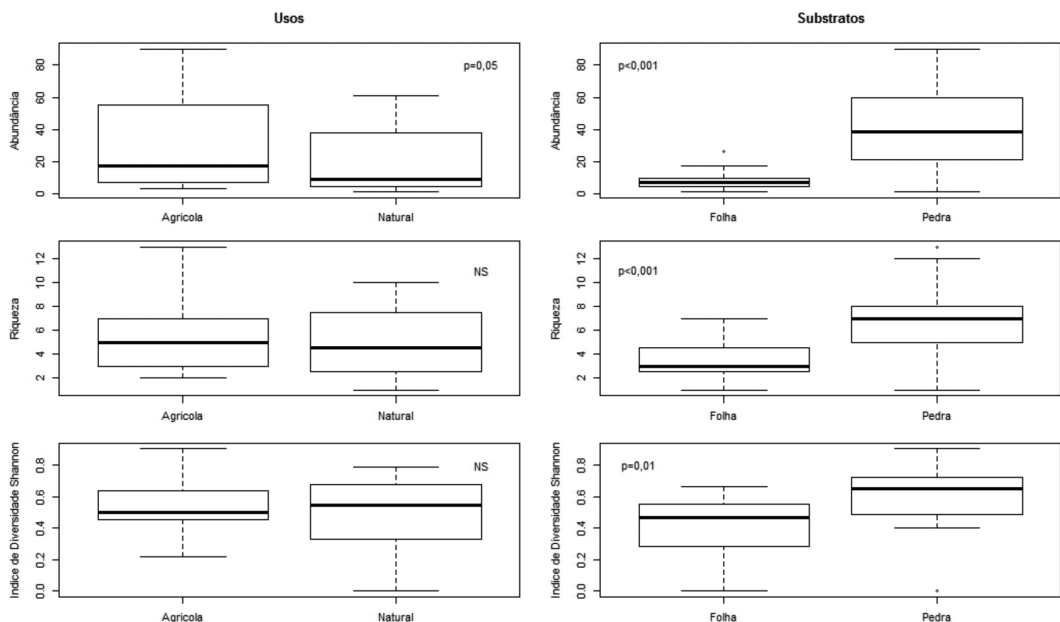 Usos
Abundância
80
60
40
20
0
p=0,05
Agricola
Natural
Riqueza
12
10
8
6
4
2
NS
Agricola
Natural
Indice de Diversidade Shannon
0.8
0.6
0.4
0.2
0.0
NS
Agricola
Natural
Substratos
Abundância
80
60
40
20
0
p<0,001
Folha
Pedra
Riqueza
12
10
8
6
4
2
p<0,001
Folha
Pedra
Indice de Diversidade Shannon
0.8
0.6
0.4
0.2
0.0
p=0,01
Folha
Pedra